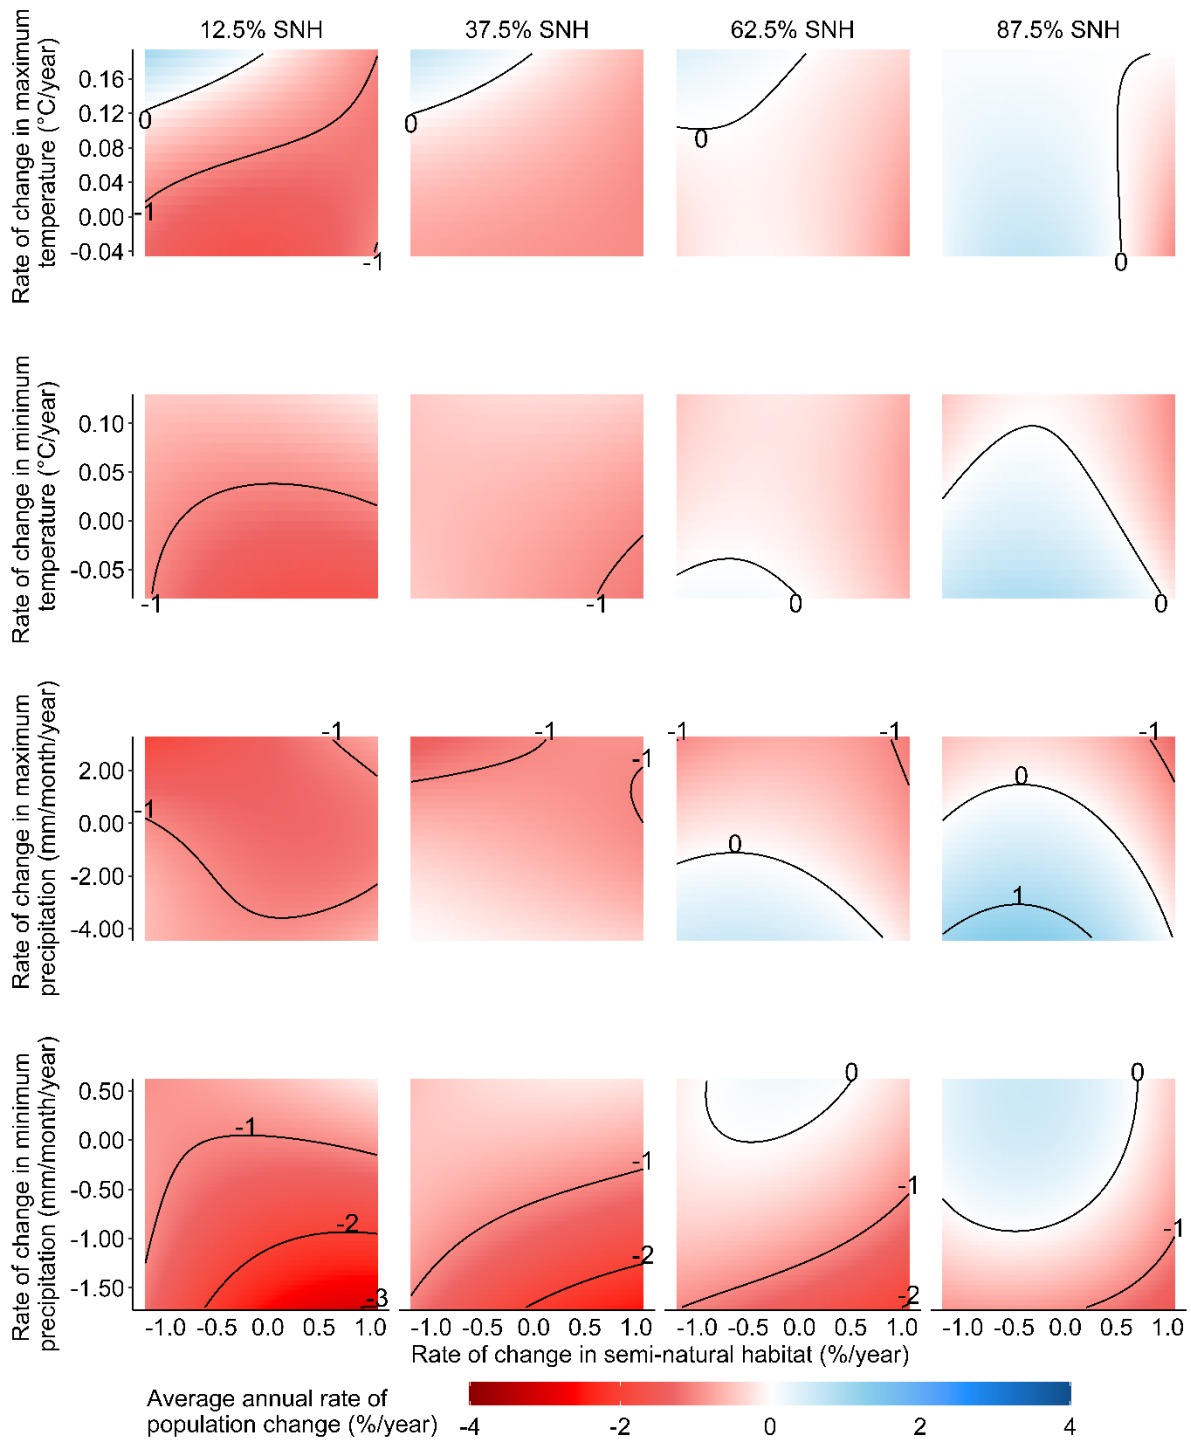 12.5% SNH
37.5% SNH
62.5% SNH
87.5% SNH
Rate of change in maximum
temperature (°C/year)
0.16
0.12
0.08
0.04
0.00
-0.04
0
-1
-1
0
0
0
Rate of change in minimum
temperature (°C/year)
0.10
0.05
0.00
-0.05
-1
-1
0
0
Rate of change in maximum
precipitation (mm/month/year)
2.00
0.00
-2.00
-4.00
-1
-1
-1
-1
-1
-1
0
-1
0
1
Rate of change in minimum
precipitation (mm/month/year)
0.50
0.00
-0.50
-1.00
-1.50
-1
-2
-3
-1
-2
0
-1
-2
0
-1
-1.0 -0.5 0.0 0.5 1.0
-1.0 -0.5 0.0 0.5 1.0
-1.0 -0.5 0.0 0.5 1.0
-1.0 -0.5 0.0 0.5 1.0
Rate of change in semi-natural habitat (%/year)
Average annual rate of
population change (%/year)
-4 -2 0 2 4